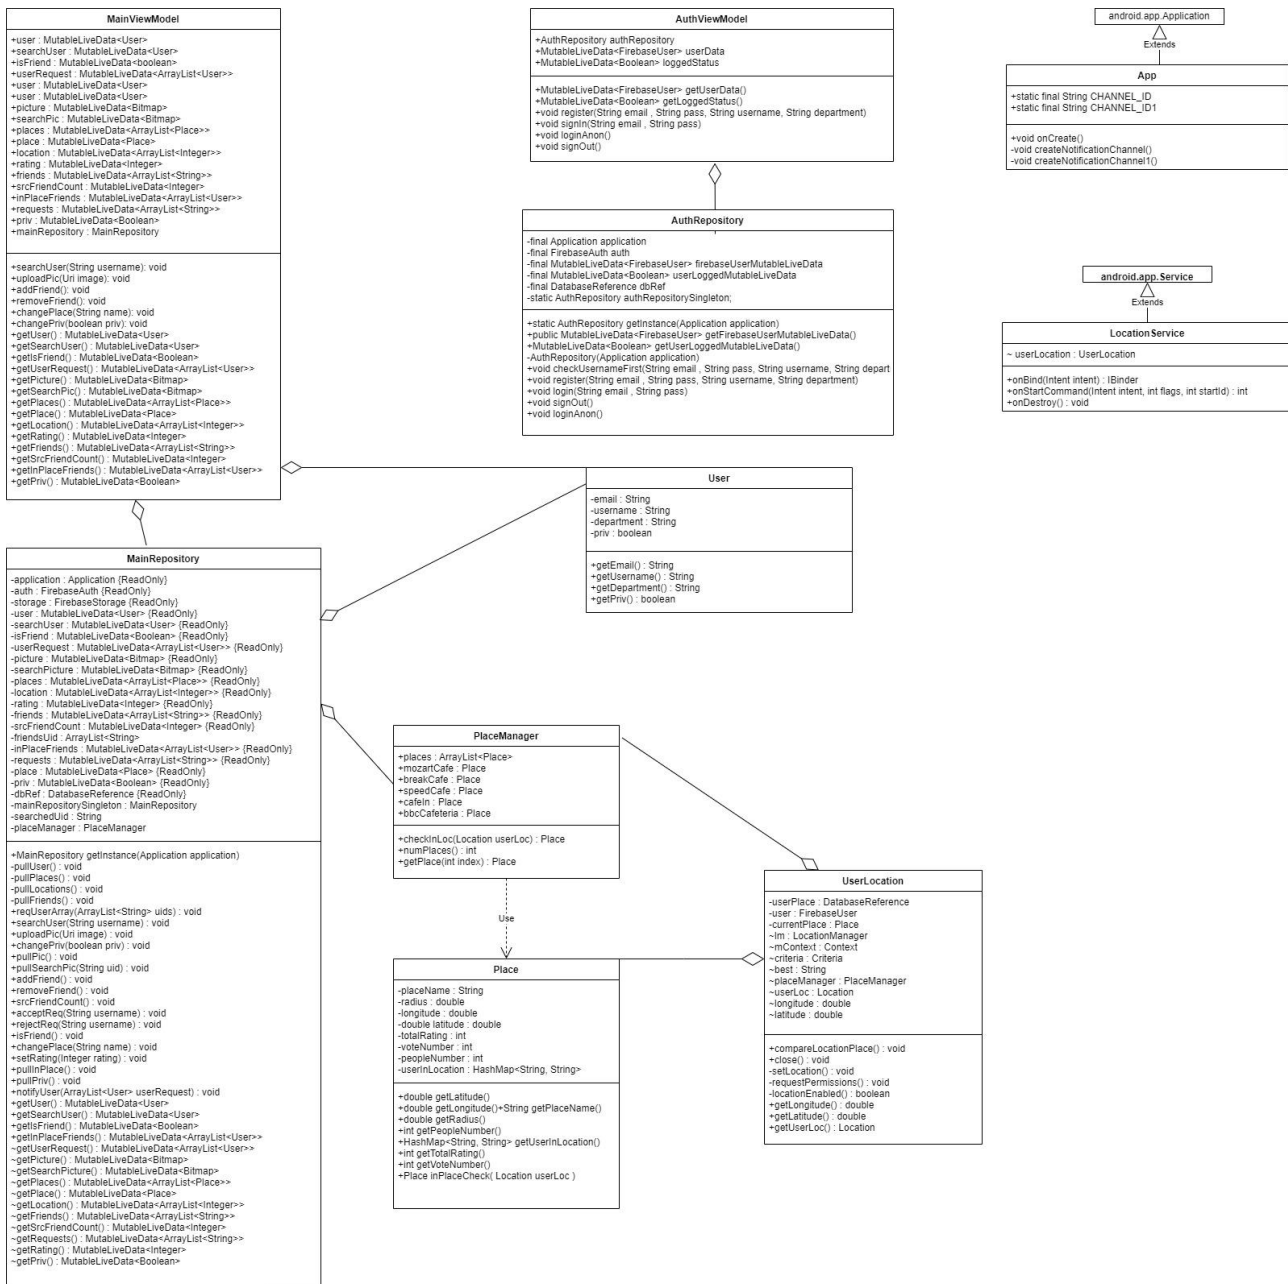 MainViewModel
+user : MutableLiveData<User>
+searchUser : MutableLiveData<User>
+isFriend : MutableLiveData<boolean>
+userRequest : MutableLiveData<ArrayList<User>>
+user : MutableLiveData<User>
+user : MutableLiveData<User>
+picture : MutableLiveData<Bitmap>
+searchPic : MutableLiveData<Bitmap>
+places : MutableLiveData<ArrayList<Place>>
+place : MutableLiveData<Place>
+location : MutableLiveData<ArrayList<Integer>>
+rating : MutableLiveData<Integer>
+friends : MutableLiveData<ArrayList<String>>
+srcFriendCount : MutableLiveData<Integer>
+inPlaceFriends : MutableLiveData<ArrayList<User>>
+requests : MutableLiveData<ArrayList<String>>
+priv : MutableLiveData<Boolean>
+mainRepository : MainRepository
+searchUser(String username): void
+uploadPic(Uri image): void
+addFriend(): void
+removeFriend(): void
+changePlace(String name): void
+changePriv(boolean priv): void
+getUser() : MutableLiveData<User>
+getSearchUser() : MutableLiveData<User>
+getIsFriend() : MutableLiveData<Boolean>
+getUserRequest() : MutableLiveData<ArrayList<User>>
+getPicture() : MutableLiveData<Bitmap>
+getSearchPic() : MutableLiveData<Bitmap>
+getPlaces() : MutableLiveData<ArrayList<Place>>
+getPlace() : MutableLiveData<Place>
+getLocation() : MutableLiveData<ArrayList<Integer>>
+getRating() : MutableLiveData<Integer>
+getFriends() : MutableLiveData<ArrayList<String>>
+getSrcFriendCount() : MutableLiveData<Integer>
+getInPlaceFriends() : MutableLiveData<ArrayList<User>>
+getPriv() : MutableLiveData<Boolean>
AuthViewModel
+AuthRepository authRepository
+MutableLiveData<FirebaseUser> userData
+MutableLiveData<Boolean> loggedStatus
+MutableLiveData<FirebaseUser> getUserData()
+MutableLiveData<Boolean> getLoggedStatus()
+void register(String email , String pass, String username, String department)
+void signIn(String email , String pass)
+void loginAnon()
+void signOut()
android.app.Application
Extends
App
+static final String CHANNEL_ID
+static final String CHANNEL_ID1
+void onCreate()
-void createNotificationChannel()
-void createNotificationChannel1()
AuthRepository
-final Application application
-final FirebaseAuth auth
-final MutableLiveData<FirebaseUser> firebaseUserMutableLiveData
-final MutableLiveData<Boolean> userLoggedMutableLiveData
-final DatabaseReference dbRef
-static AuthRepository authRepositorySingleton;
+static AuthRepository getInstance(Application application)
+public MutableLiveData<FirebaseUser> getFirebaseUserMutableLiveData()
+MutableLiveData<Boolean> getUserLoggedMutableLiveData()
-AuthRepository(Application application)
+void checkUsernameFirst(String email , String pass, String username, String depart
+void register(String email , String pass, String username, String department)
+void login(String email , String pass)
+void signOut()
+void loginAnon()
android.app.Service
Extends
LocationService
~ userLocation : UserLocation
+onBind(Intent intent) : IBinder
+onStartCommand(Intent intent, int flags, int startId) : int
+onDestroy() : void
User
-email : String
-username : String
-department : String
-priv : boolean
+getEmail() : String
+getUsername() : String
+getDepartment() : String
+getPriv() : boolean
MainRepository
-application : Application {ReadOnly}
-auth : FirebaseAuth {ReadOnly}
-storage : FirebaseStorage {ReadOnly}
-user : MutableLiveData<User> {ReadOnly}
-searchUser : MutableLiveData<User> {ReadOnly}
-isFriend : MutableLiveData<Boolean> {ReadOnly}
-userRequest : MutableLiveData<ArrayList<User>> {ReadOnly}
-picture : MutableLiveData<Bitmap> {ReadOnly}
-searchPicture : MutableLiveData<Bitmap> {ReadOnly}
-places : MutableLiveData<ArrayList<Place>> {ReadOnly}
-location : MutableLiveData<ArrayList<Integer>> {ReadOnly}
-rating : MutableLiveData<Integer> {ReadOnly}
-friends : MutableLiveData<ArrayList<String>> {ReadOnly}
-srcFriendCount : MutableLiveData<Integer> {ReadOnly}
-friendsUid : ArrayList<String>
-inPlaceFriends : MutableLiveData<ArrayList<User>> {ReadOnly}
-requests : MutableLiveData<ArrayList<String>> {ReadOnly}
-place : MutableLiveData<Place> {ReadOnly}
-priv : MutableLiveData<Boolean> {ReadOnly}
-dbRef : DatabaseReference {ReadOnly}
-mainRepositorySingleton : MainRepository
-searchedUid : String
-placeManager : PlaceManager
+MainRepository getInstance(Application application)
-pullUser() : void
-pullPlaces() : void
-pullLocations() : void
-pullFriends() : void
+reqUserArray(ArrayList<String> uids) : void
+searchUser(String username) : void
+uploadPic(Uri image) : void
+changePriv(boolean priv) : void
+pullPic() : void
+pullSearchPic(String uid) : void
+addFriend() : void
+removeFriend() : void
+srcFriendCount() : void
+acceptReq(String username) : void
+rejectReq(String username) : void
+isFriend() : void
+changePlace(String name) : void
+setRating(Integer rating) : void
+pullInPlace() : void
+pullPriv() : void
+notifyUser(ArrayList<User> userRequest) : void
+getUser() : MutableLiveData<User>
+getSearchUser() : MutableLiveData<User>
+getIsFriend() : MutableLiveData<Boolean>
+getInPlaceFriends() : MutableLiveData<ArrayList<User>>
~getUserRequest() : MutableLiveData<ArrayList<User>>
~getPicture() : MutableLiveData<Bitmap>
~getSearchPicture() : MutableLiveData<Bitmap>
~getPlaces() : MutableLiveData<ArrayList<Place>>
~getPlace() : MutableLiveData<Place>
~getLocation() : MutableLiveData<ArrayList<Integer>>
~getFriends() : MutableLiveData<ArrayList<String>>
~getSrcFriendCount() : MutableLiveData<Integer>
~getRequests() : MutableLiveData<ArrayList<String>>
~getRating() : MutableLiveData<Integer>
~getPriv() : MutableLiveData<Boolean>
PlaceManager
+places : ArrayList<Place>
+mozartCafe : Place
+breakCafe : Place
+speedCafe : Place
+cafeIn : Place
+bbcCafeteria : Place
+checkInLoc(Location userLoc) : Place
+numPlaces() : int
+getPlace(int index) : Place
Use
Place
-placeName : String
-radius : double
-longitude : double
-double latitude : double
-totalRating : int
-voteNumber : int
-peopleNumber : int
-userInLocation : HashMap<String, String>
+double getLatitude()
+double getLongitude()+String getPlaceName()
+double getRadius()
+int getPeopleNumber()
+HashMap<String, String> getUserInLocation()
+int getTotalRating()
+int getVoteNumber()
+Place inPlaceCheck( Location userLoc )
UserLocation
-userPlace : DatabaseReference
-user : FirebaseUser
-currentPlace : Place
~lm : LocationManager
~mContext : Context
~criteria : Criteria
~best : String
~placeManager : PlaceManager
~userLoc : Location
~longitude : double
~latitude : double
+compareLocationPlace() : void
+close() : void
-setLocation() : void
-requestPermissions() : void
-locationEnabled() : boolean
+getLongitude() : double
+getLatitude() : double
+getUserLoc() : Location